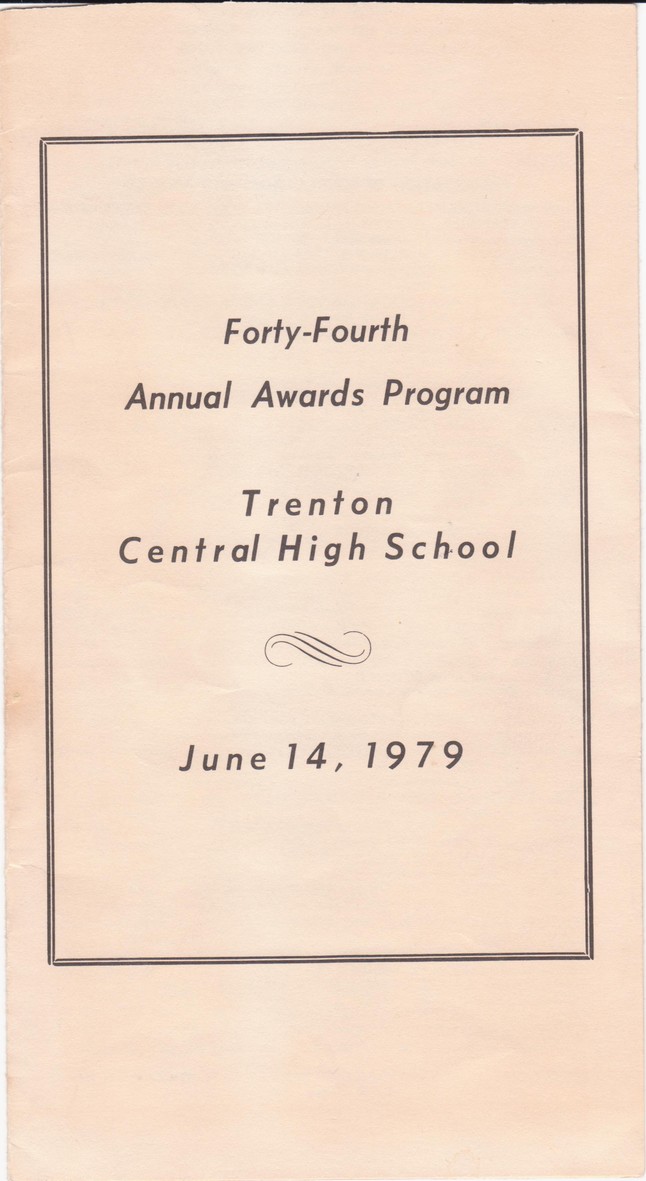 Forty-Fourth
Annual Awards Program
Trenton
Central High School
June 14, 1979